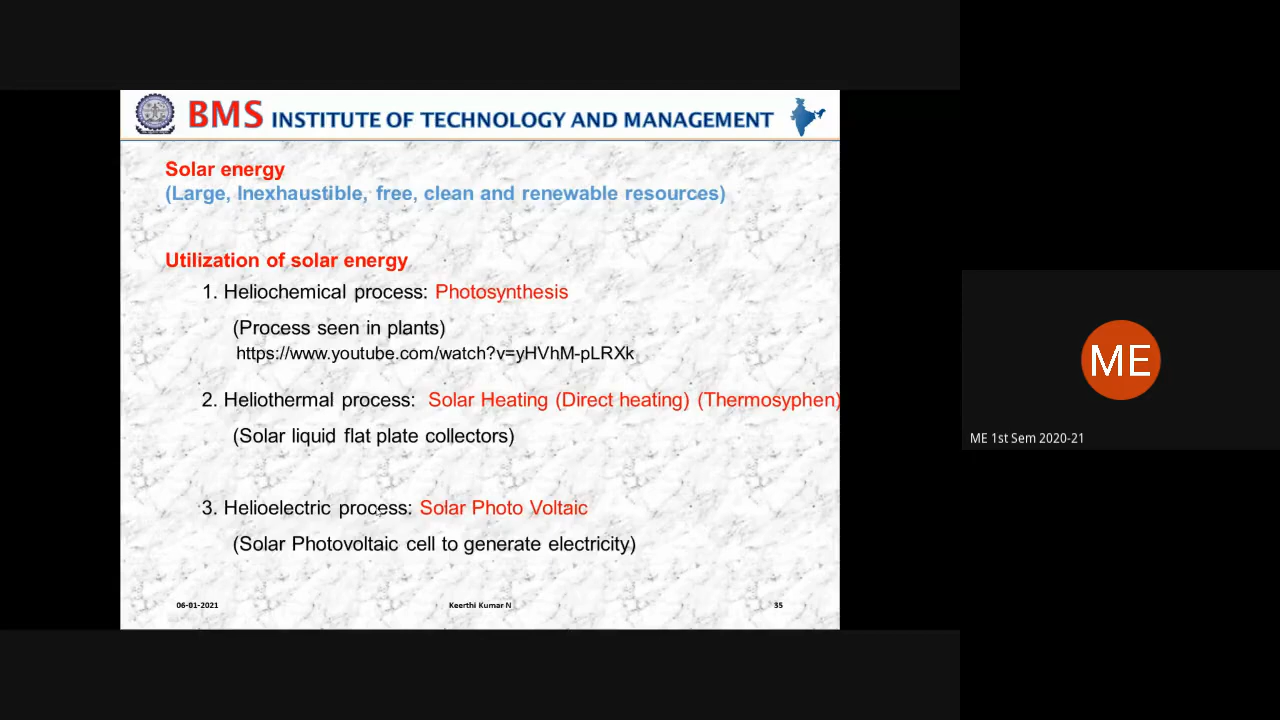 BMS INSTITUTE OF TECHNOLOGY AND MANAGEMENT
Solar energy
(Large, Inexhaustible, free, clean and renewable resources)
Utilization of solar energy
1. Heliochemical process: Photosynthesis
(Process seen in plants)
https://www.youtube.com/watch?v=yHVhM-pLRXk
2. Heliothermal process: Solar Heating (Direct heating) (Thermosyphen)
(Solar liquid flat plate collectors)
3. Helioelectric process: Solar Photo Voltaic
(Solar Photovoltaic cell to generate electricity)
06-01-2021 Keerthi Kumar N 35
ME
ME 1st Sem 2020-21